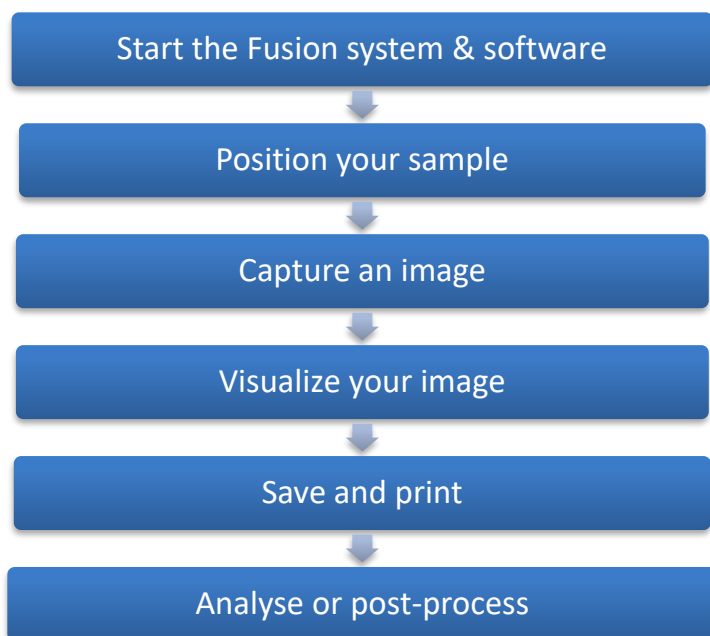 Start the Fusion system & software
Position your sample
Capture an image
Visualize your image
Save and print
Analyse or post-process